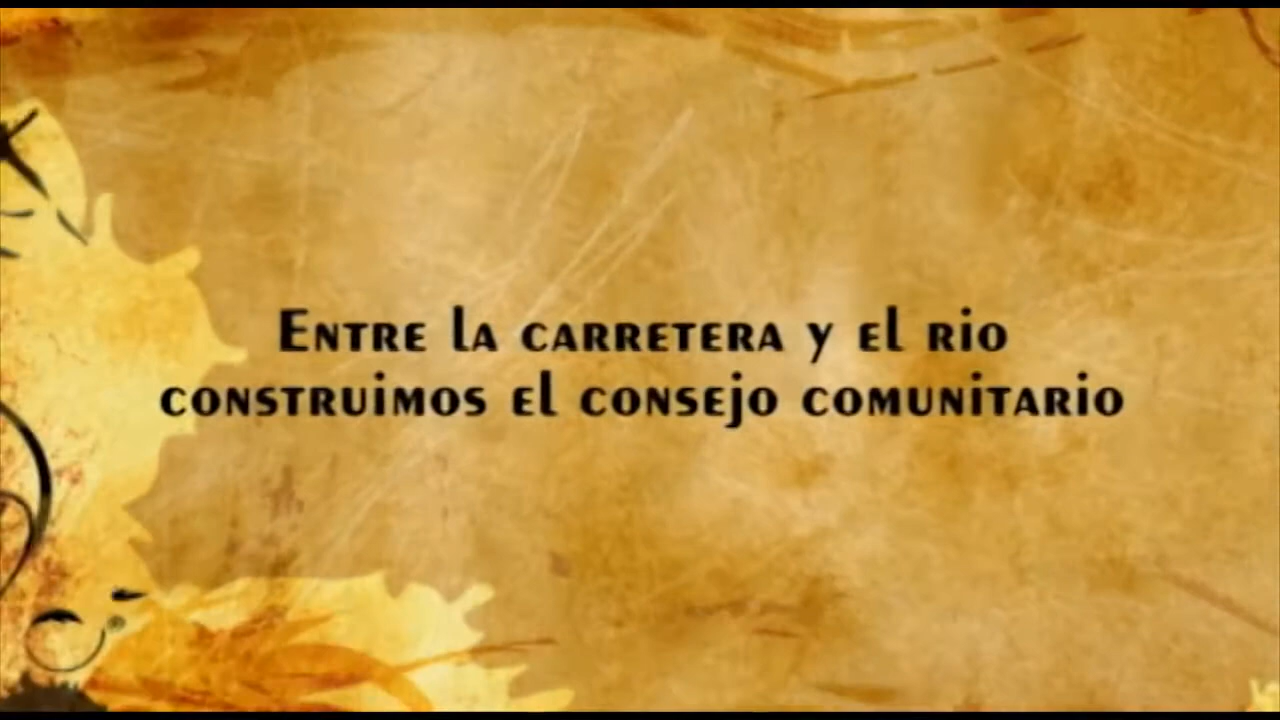 Entre la carretera y el rio
construimos el consejo comunitario